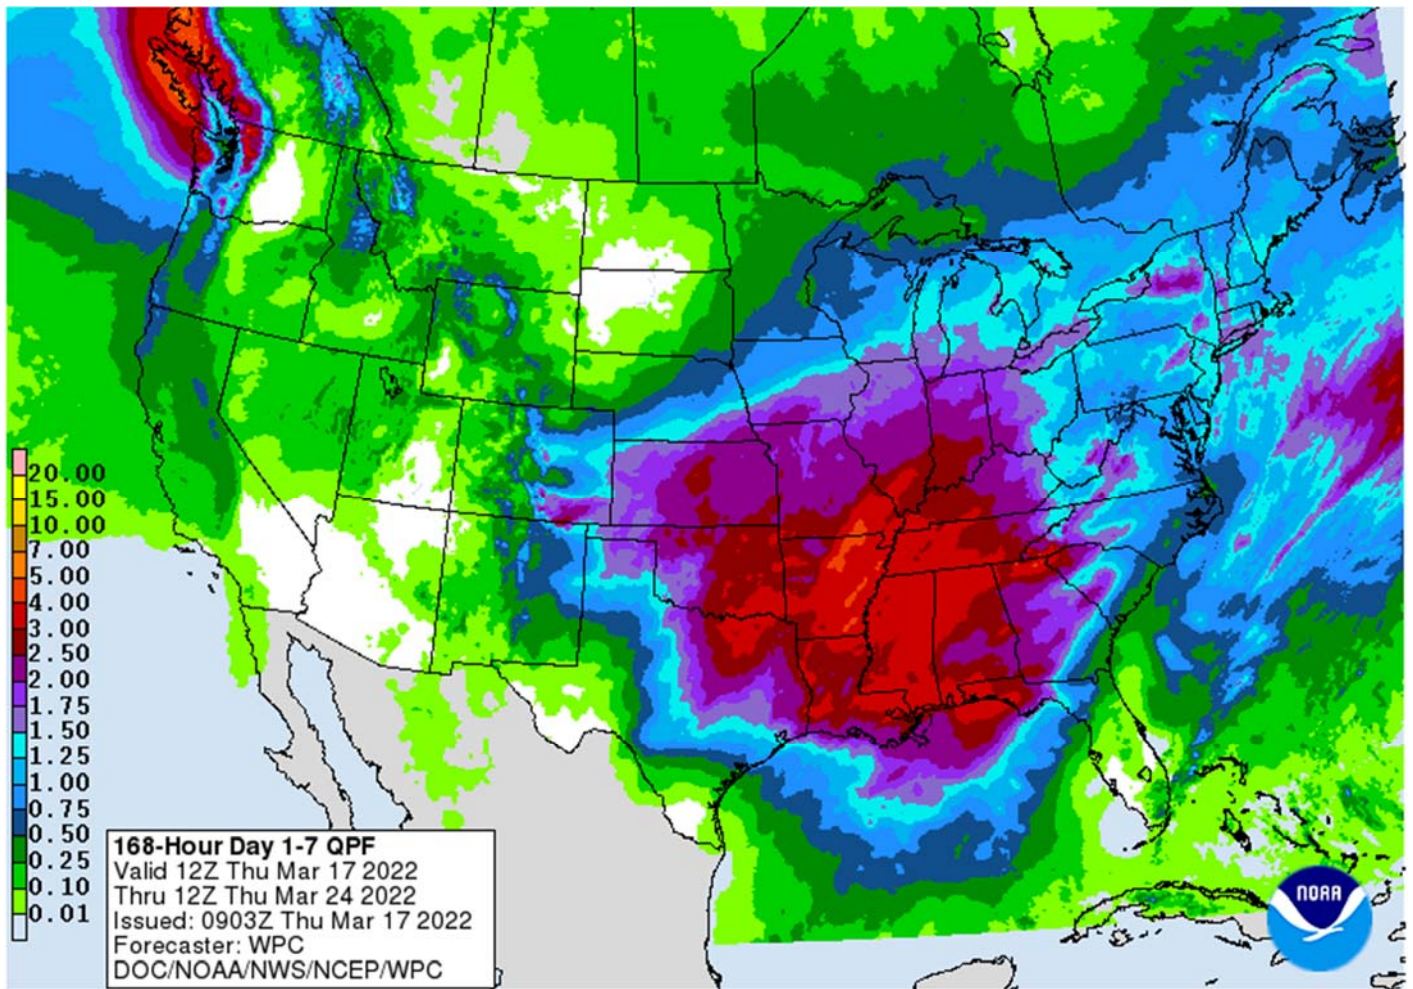 20.00
15.00
10.00
7.00
5.00
4.00
3.00
2.50
2.00
1.75
1.50
1.25
1.00
0.75
0.50
0.25
0.10
0.01
168-Hour Day 1-7 QPF
Valid 12Z Thu Mar 17 2022
Thru 12Z Thu Mar 24 2022
Issued: 0903Z Thu Mar 17 2022
Forecaster: WPC
DOC/NOAA/NWS/NCEP/WPC
NOAA